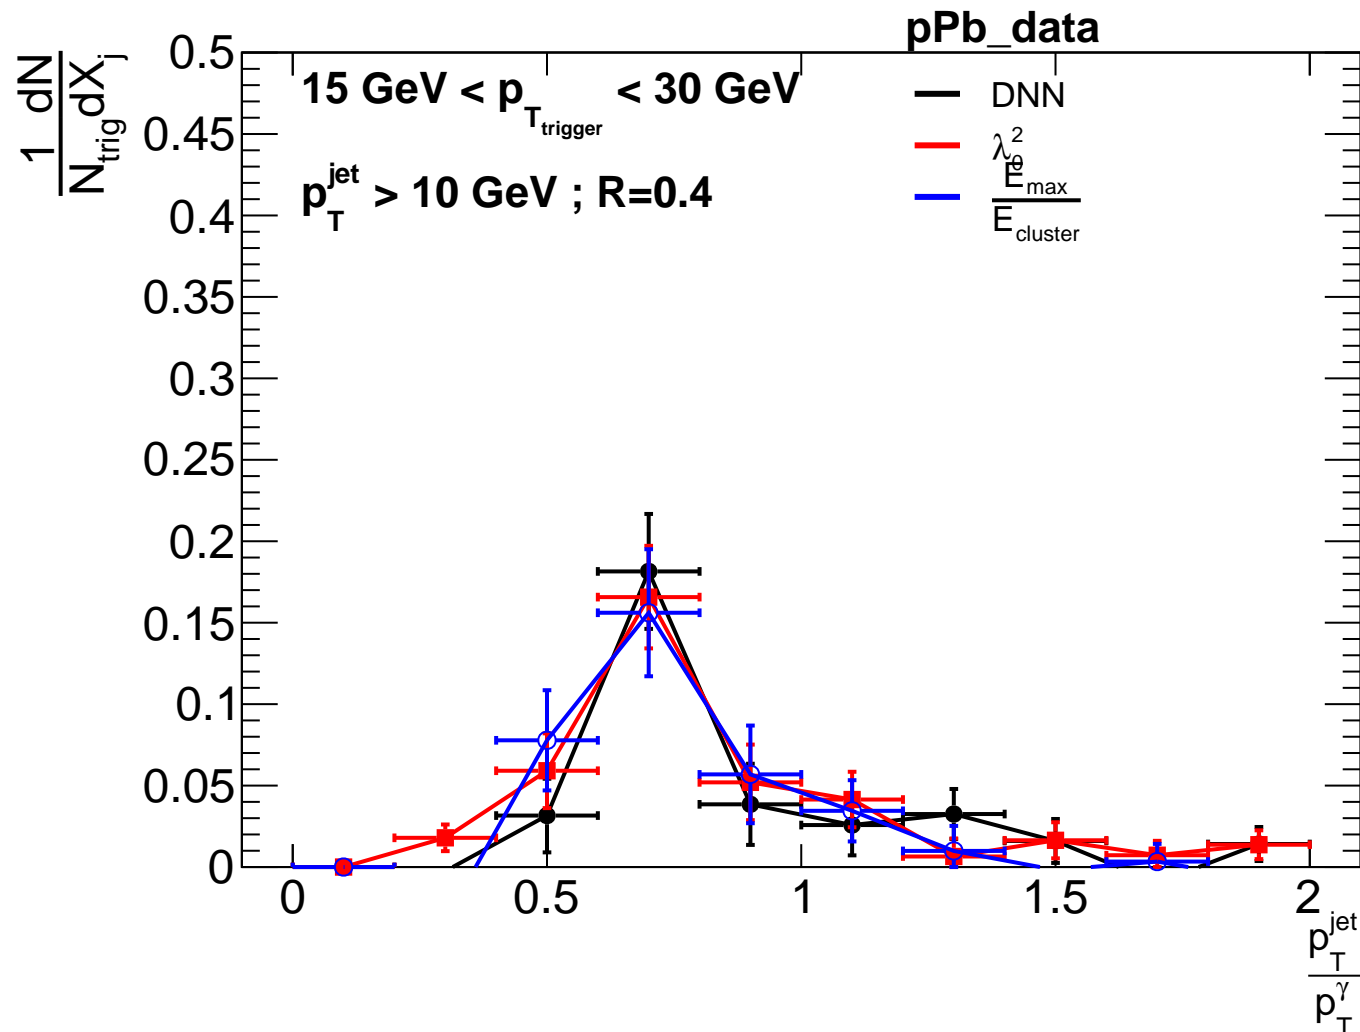 pPb_data
1 dN
N_trig dX_j
15 GeV < p_T_trigger < 30 GeV
p_T^jet > 10 GeV ; R=0.4
DNN
λ_0^2
E_max
E_cluster
0.5
0.45
0.4
0.35
0.3
0.25
0.2
0.15
0.1
0.05
0
0 0.5 1 1.5 2
p_T^jet
p_T^γ